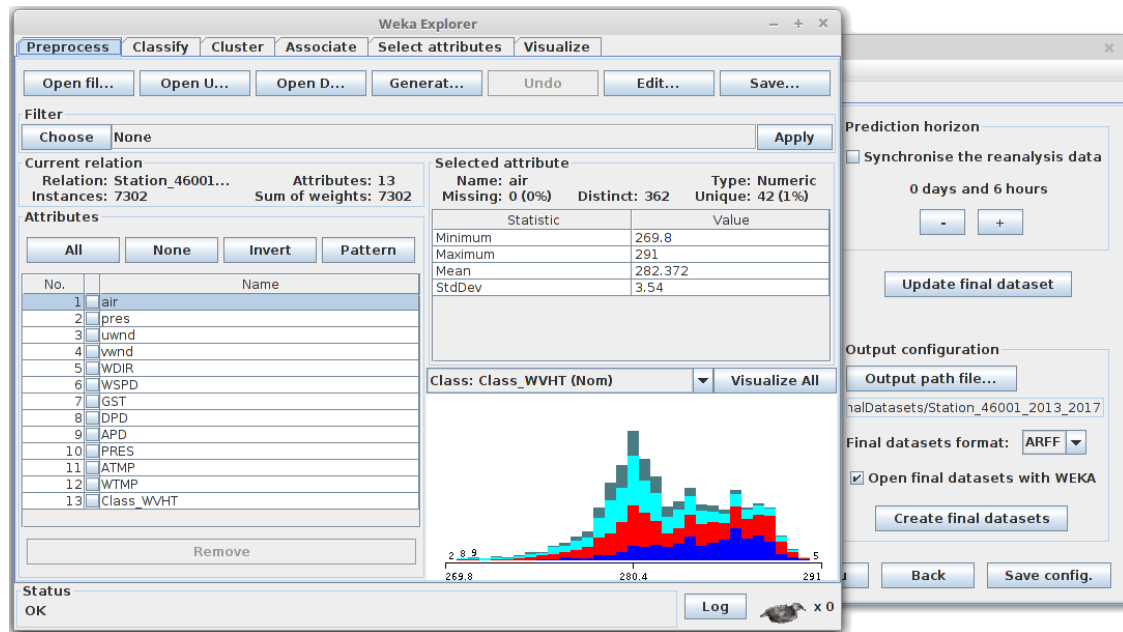 Weka Explorer
Preprocess Classify Cluster Associate Select attributes Visualize
Open fil... Open U... Open D... Generat... Undo Edit... Save...
Filter
Choose None Apply
Current relation
Relation: Station_46001... Attributes: 13
Instances: 7302 Sum of weights: 7302
Attributes
All None Invert Pattern
No. Name
1 air
2 pres
3 uwnd
4 vwnd
5 WDIR
6 WSPD
7 GST
8 DPD
9 APD
10 PRES
11 ATMP
12 WTMP
13 Class_WVHT
Remove
Selected attribute
Name: air Type: Numeric
Missing: 0 (0%) Distinct: 362 Unique: 42 (1%)
Statistic Value
Minimum 269.8
Maximum 291
Mean 282.372
StdDev 3.54
Class: Class_WVHT (Nom) Visualize All
2 8 9 5
269.8 280.4 291
Status
OK
Log x 0
Prediction horizon
Synchronise the reanalysis data
0 days and 6 hours
- +
Update final dataset
Output configuration
Output path file...
nalDatasets/Station_46001_2013_2017
Final datasets format: ARFF
Open final datasets with WEKA
Create final datasets
Back Save config.